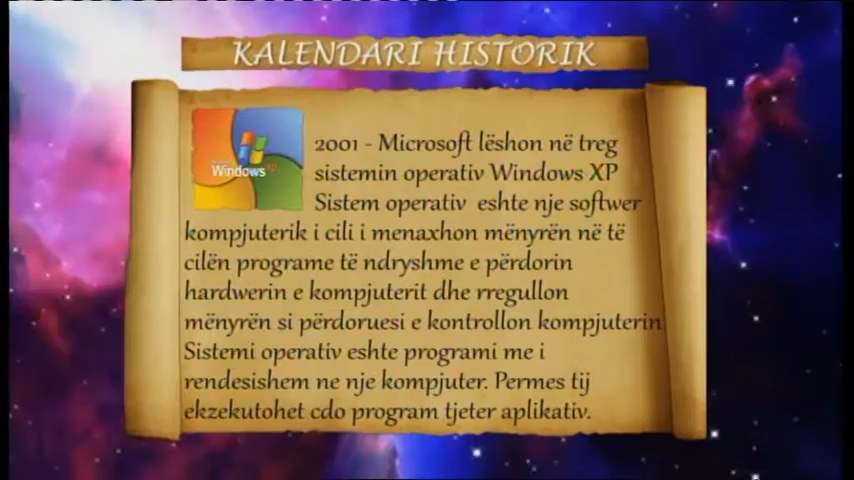 KALENDARI HISTORIK
Windows XP
2001 - Microsoft lëshon në treg
sistemin operativ Windows XP
Sistem operativ eshte nje softwer
kompjuterik i cili i menaxhon mënyrën në të
cilën programe të ndryshme e përdorin
hardwerin e kompjuterit dhe rregullon
mënyrën si përdoruesi e kontrollon kompjuterin
Sistemi operativ eshte programi me i
rendesishem ne nje kompjuter. Permes tij
ekzekutohet cdo program tjeter aplikativ.